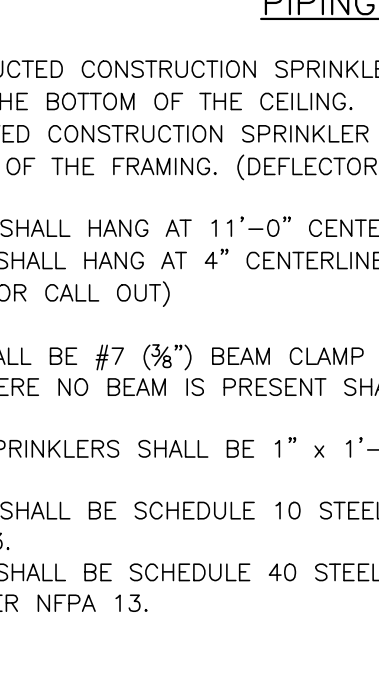 PIPING
UCTED CONSTRUCTION SPRINKLE
HE BOTTOM OF THE CEILING.
ED CONSTRUCTION SPRINKLER
OF THE FRAMING. (DEFLECTOR
SHALL HANG AT 11'-0" CENTE
SHALL HANG AT 4" CENTERLINE
OR CALL OUT)
ALL BE #7 (3/8") BEAM CLAMP
ERE NO BEAM IS PRESENT SHA
PRINKLERS SHALL BE 1" x 1'-
SHALL BE SCHEDULE 10 STEEL
3.
SHALL BE SCHEDULE 40 STEEL
ER NFPA 13.